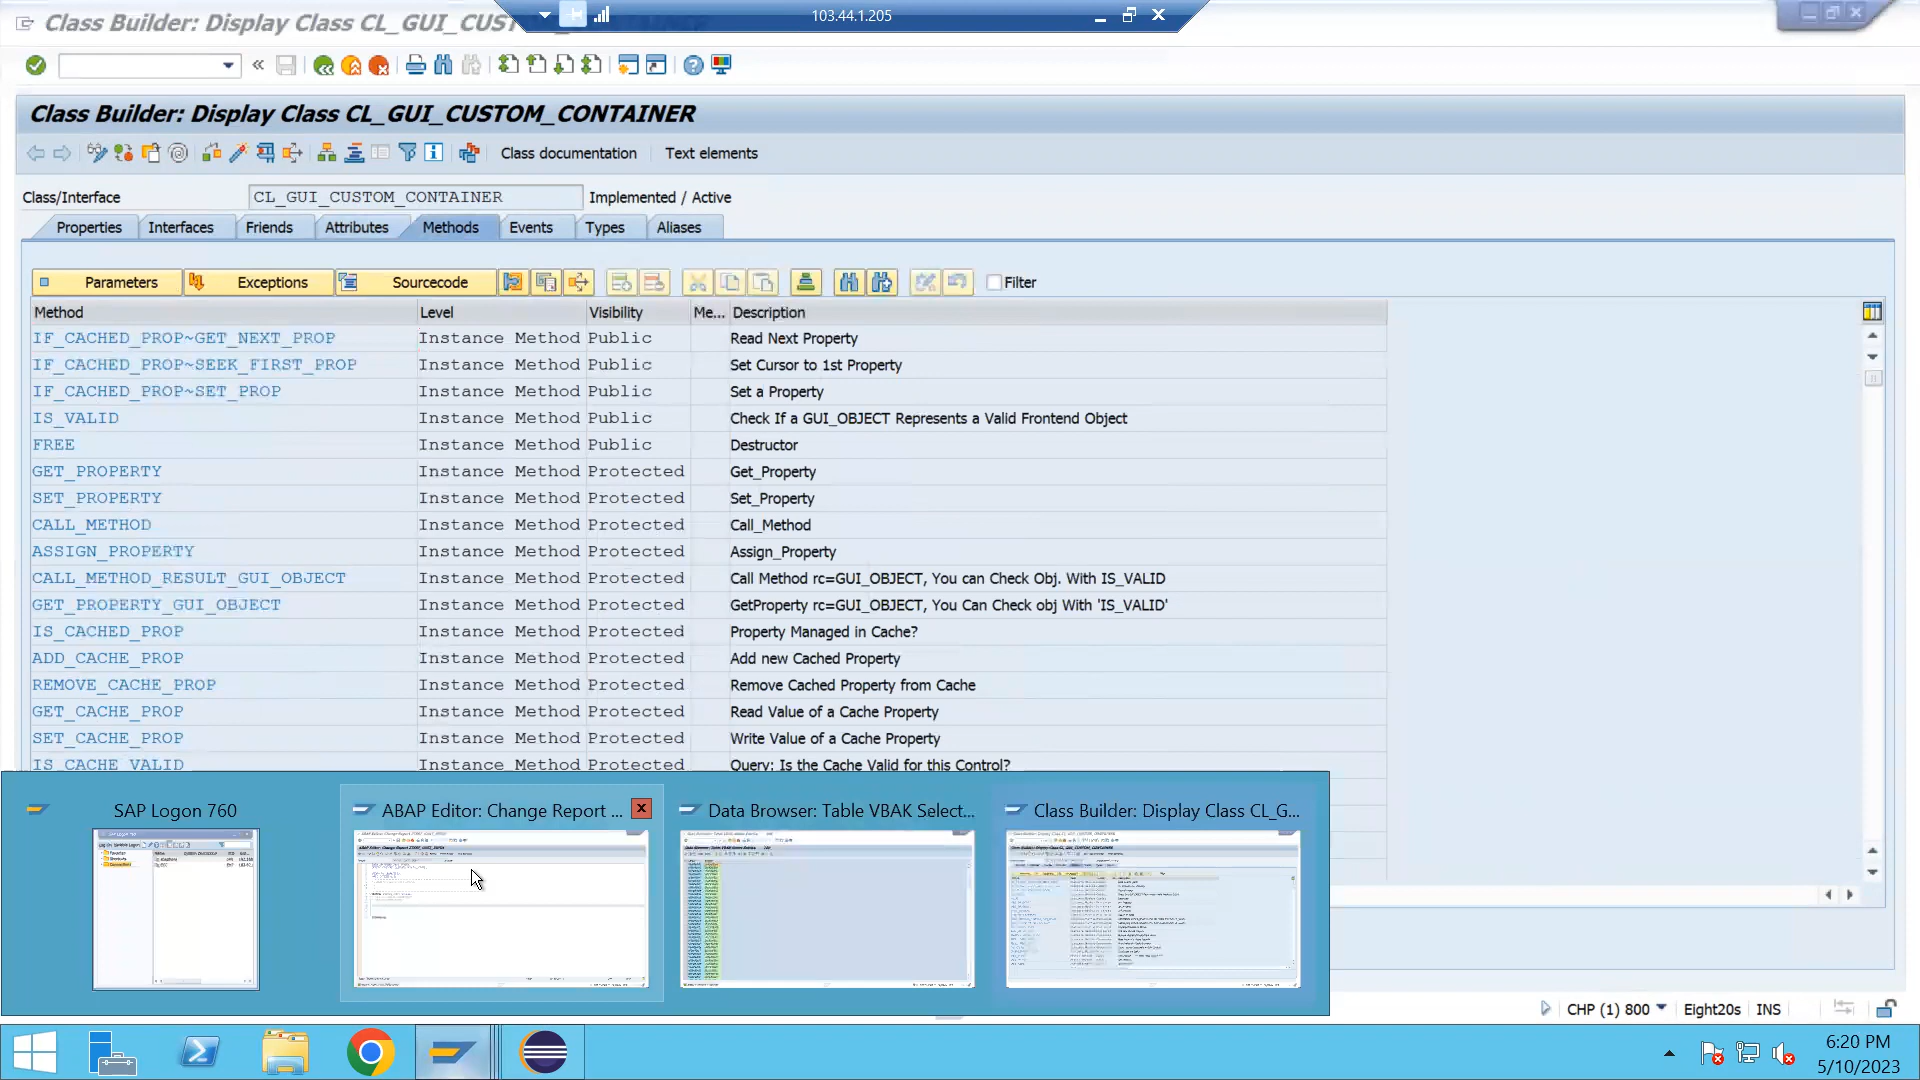 Class Builder: Display Class CL_GUI_CUST
103.44.1.205
Class Builder: Display Class CL_GUI_CUSTOM_CONTAINER
Class documentation
Text elements
Class/Interface
CL_GUI_CUSTOM_CONTAINER
Implemented / Active
Properties
Interfaces
Friends
Attributes
Methods
Events
Types
Aliases
Parameters
Exceptions
Sourcecode
Filter
Method Level Visibility Me... Description
IF_CACHED_PROP~GET_NEXT_PROP Instance Method Public Read Next Property
IF_CACHED_PROP~SEEK_FIRST_PROP Instance Method Public Set Cursor to 1st Property
IF_CACHED_PROP~SET_PROP Instance Method Public Set a Property
IS_VALID Instance Method Public Check If a GUI_OBJECT Represents a Valid Frontend Object
FREE Instance Method Public Destructor
GET_PROPERTY Instance Method Protected Get_Property
SET_PROPERTY Instance Method Protected Set_Property
CALL_METHOD Instance Method Protected Call_Method
ASSIGN_PROPERTY Instance Method Protected Assign_Property
CALL_METHOD_RESULT_GUI_OBJECT Instance Method Protected Call Method rc=GUI_OBJECT, You can Check Obj. With IS_VALID
GET_PROPERTY_GUI_OBJECT Instance Method Protected GetProperty rc=GUI_OBJECT, You Can Check obj With 'IS_VALID'
IS_CACHED_PROP Instance Method Protected Property Managed in Cache?
ADD_CACHE_PROP Instance Method Protected Add new Cached Property
REMOVE_CACHE_PROP Instance Method Protected Remove Cached Property from Cache
GET_CACHE_PROP Instance Method Protected Read Value of a Cache Property
SET_CACHE_PROP Instance Method Protected Write Value of a Cache Property
IS_CACHE_VALID Instance Method Protected Query: Is the Cache Valid for this Control?
SAP Logon 760
ABAP Editor: Change Report ...
Data Browser: Table VBAK Select...
Class Builder: Display Class CL_G...
CHP (1) 800
Eight20s
INS
6:20 PM
5/10/2023